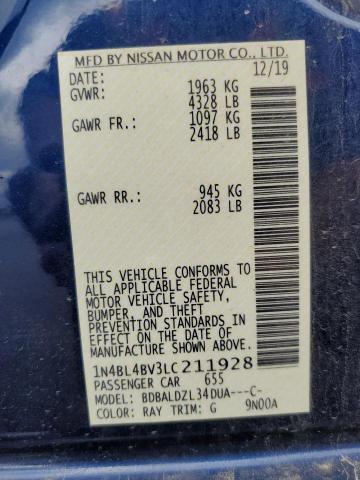 MFD BY NISSAN MOTOR CO., LTD.
DATE: 12/19
GVWR: 1963 KG
4328 LB
GAWR FR.: 1097 KG
2418 LB
GAWR RR.: 945 KG
2083 LB
THIS VEHICLE CONFORMS TO
ALL APPLICABLE FEDERAL
MOTOR VEHICLE SAFETY,
BUMPER, AND THEFT
PREVENTION STANDARDS IN
EFFECT ON THE DATE OF
MANUFACTURE SHOWN ABOVE.
1N4BL4BV3LC211928
PASSENGER CAR 655
MODEL: BDBALDZL34DUA---C-
COLOR: RAY TRIM: G 9N00A